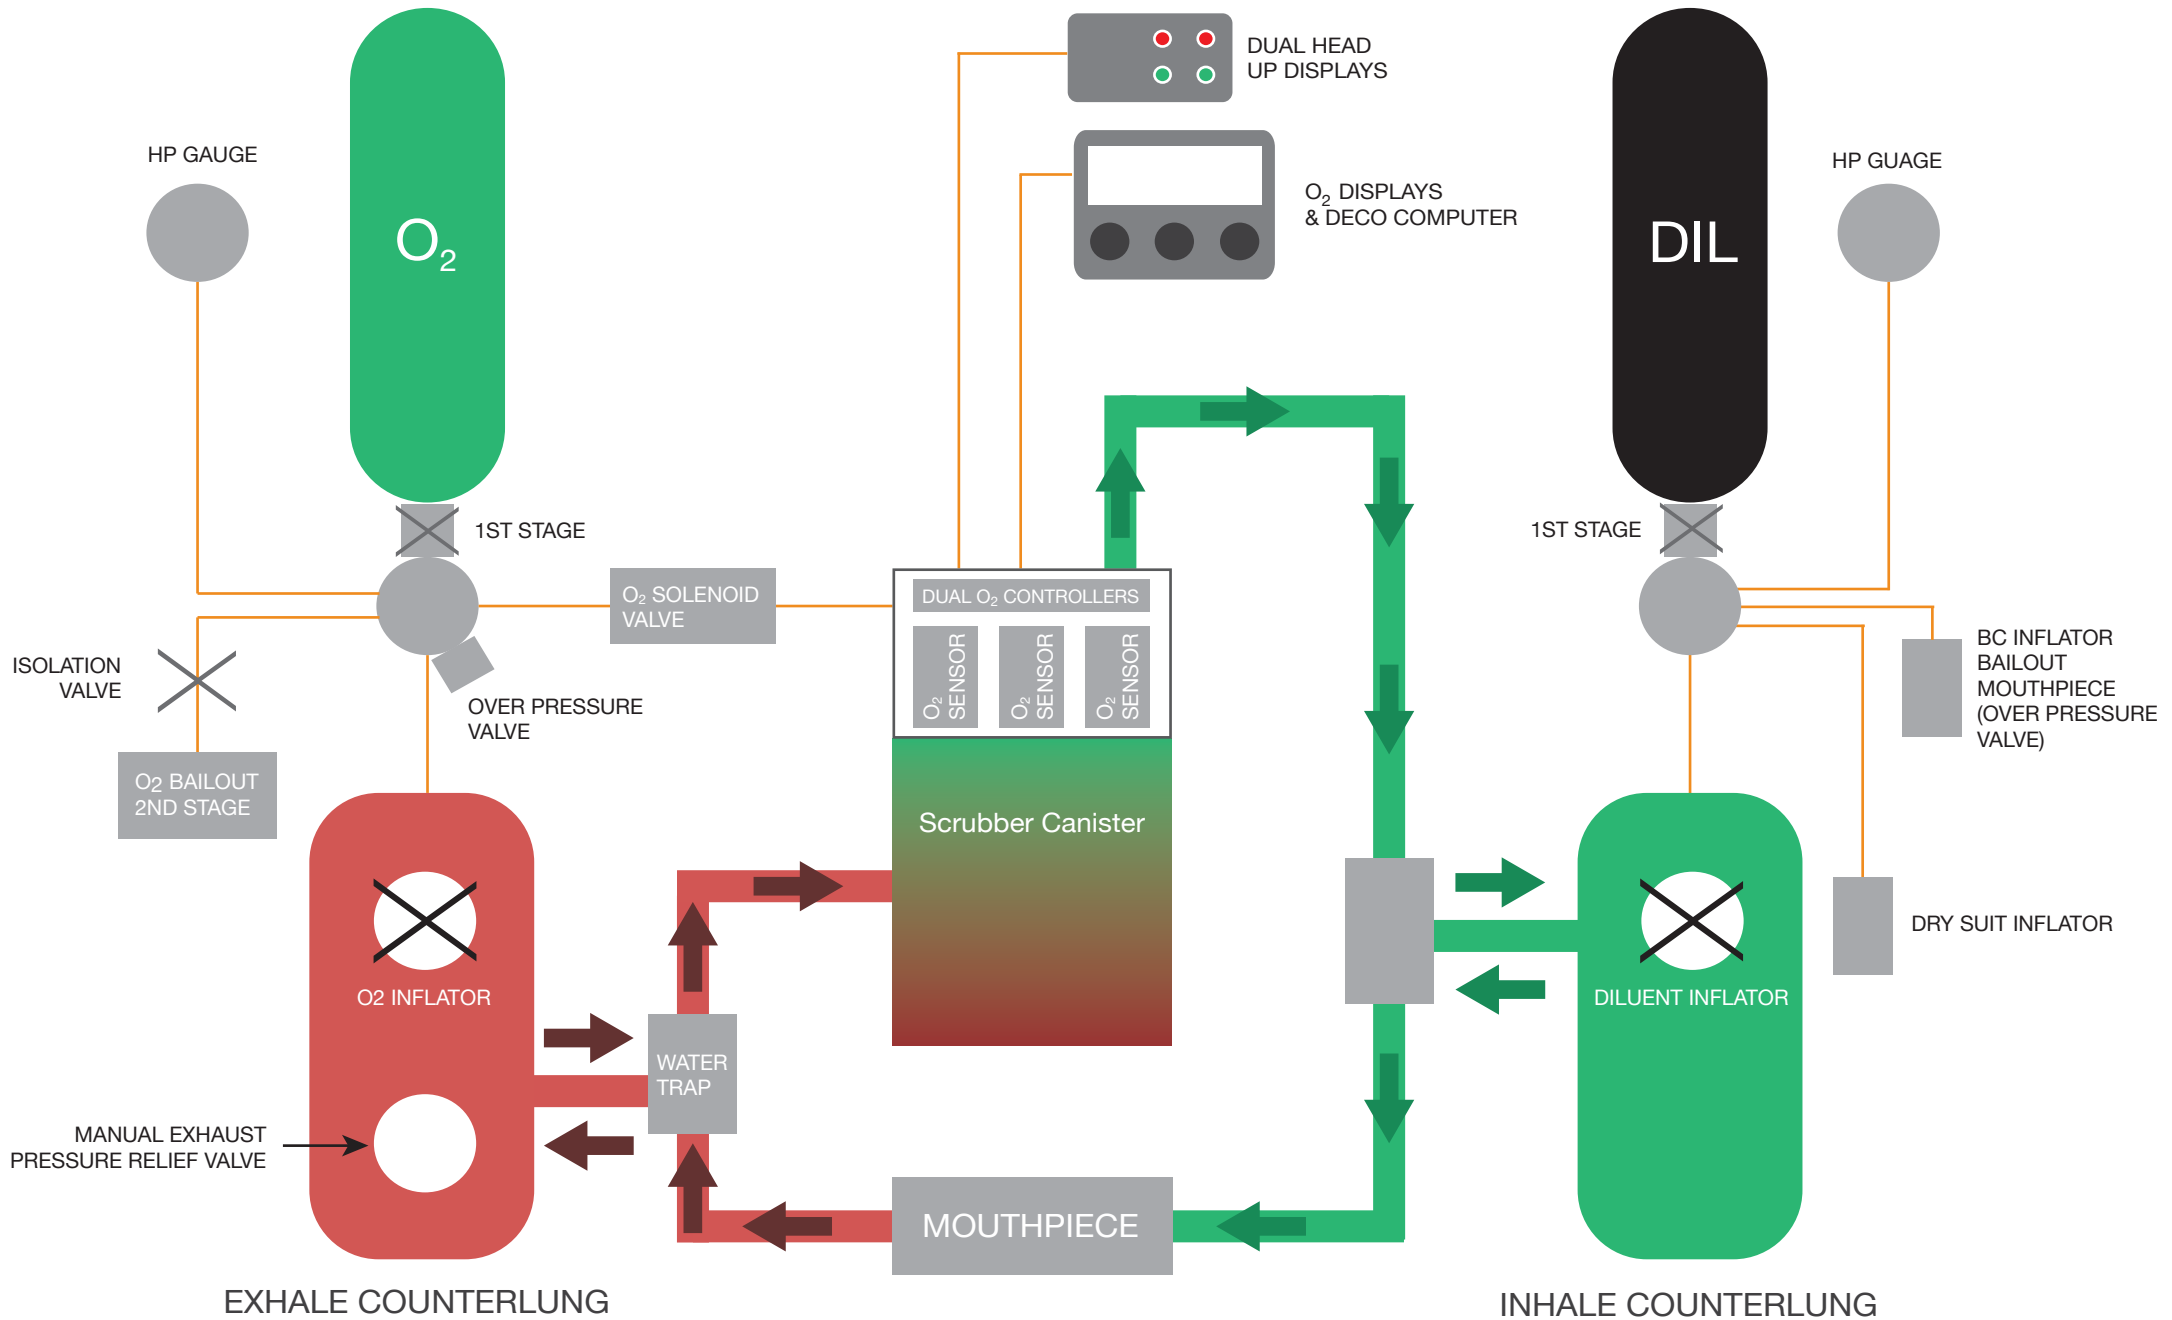 DUAL HEAD
UP DISPLAYS
HP GAUGE
HP GUAGE
O₂
O₂ DISPLAYS
& DECO COMPUTER
DIL
1ST STAGE
1ST STAGE
O₂ SOLENOID
VALVE
DUAL O₂ CONTROLLERS
O₂
SENSOR
O₂
SENSOR
O₂
SENSOR
ISOLATION
VALVE
OVER PRESSURE
VALVE
BC INFLATOR
BAILOUT
MOUTHPIECE
(OVER PRESSURE
VALVE)
O2 BAILOUT
2ND STAGE
Scrubber Canister
DRY SUIT INFLATOR
O2 INFLATOR
DILUENT INFLATOR
WATER
TRAP
MANUAL EXHAUST
PRESSURE RELIEF VALVE
MOUTHPIECE
EXHALE COUNTERLUNG
INHALE COUNTERLUNG